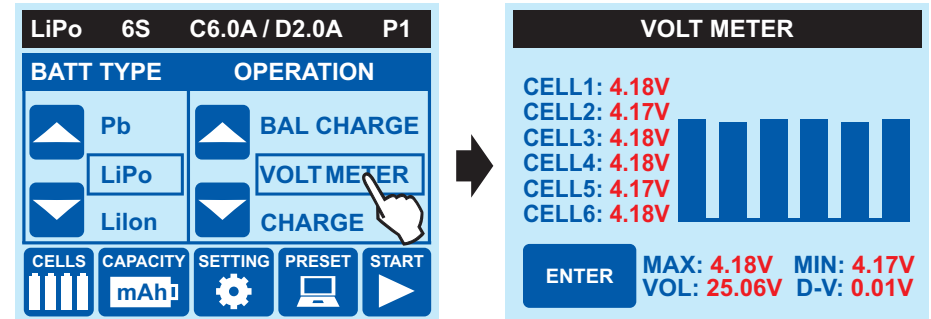 LiPo 6S C6.0A / D2.0A P1
BATT TYPE OPERATION
Pb BAL CHARGE
LiPo VOLT METER
LiIon CHARGE
CELLS CAPACITY SETTING PRESET START
mAh
VOLT METER
CELL1: 4.18V
CELL2: 4.17V
CELL3: 4.18V
CELL4: 4.18V
CELL5: 4.17V
CELL6: 4.18V
ENTER
MAX: 4.18V MIN: 4.17V
VOL: 25.06V D-V: 0.01V